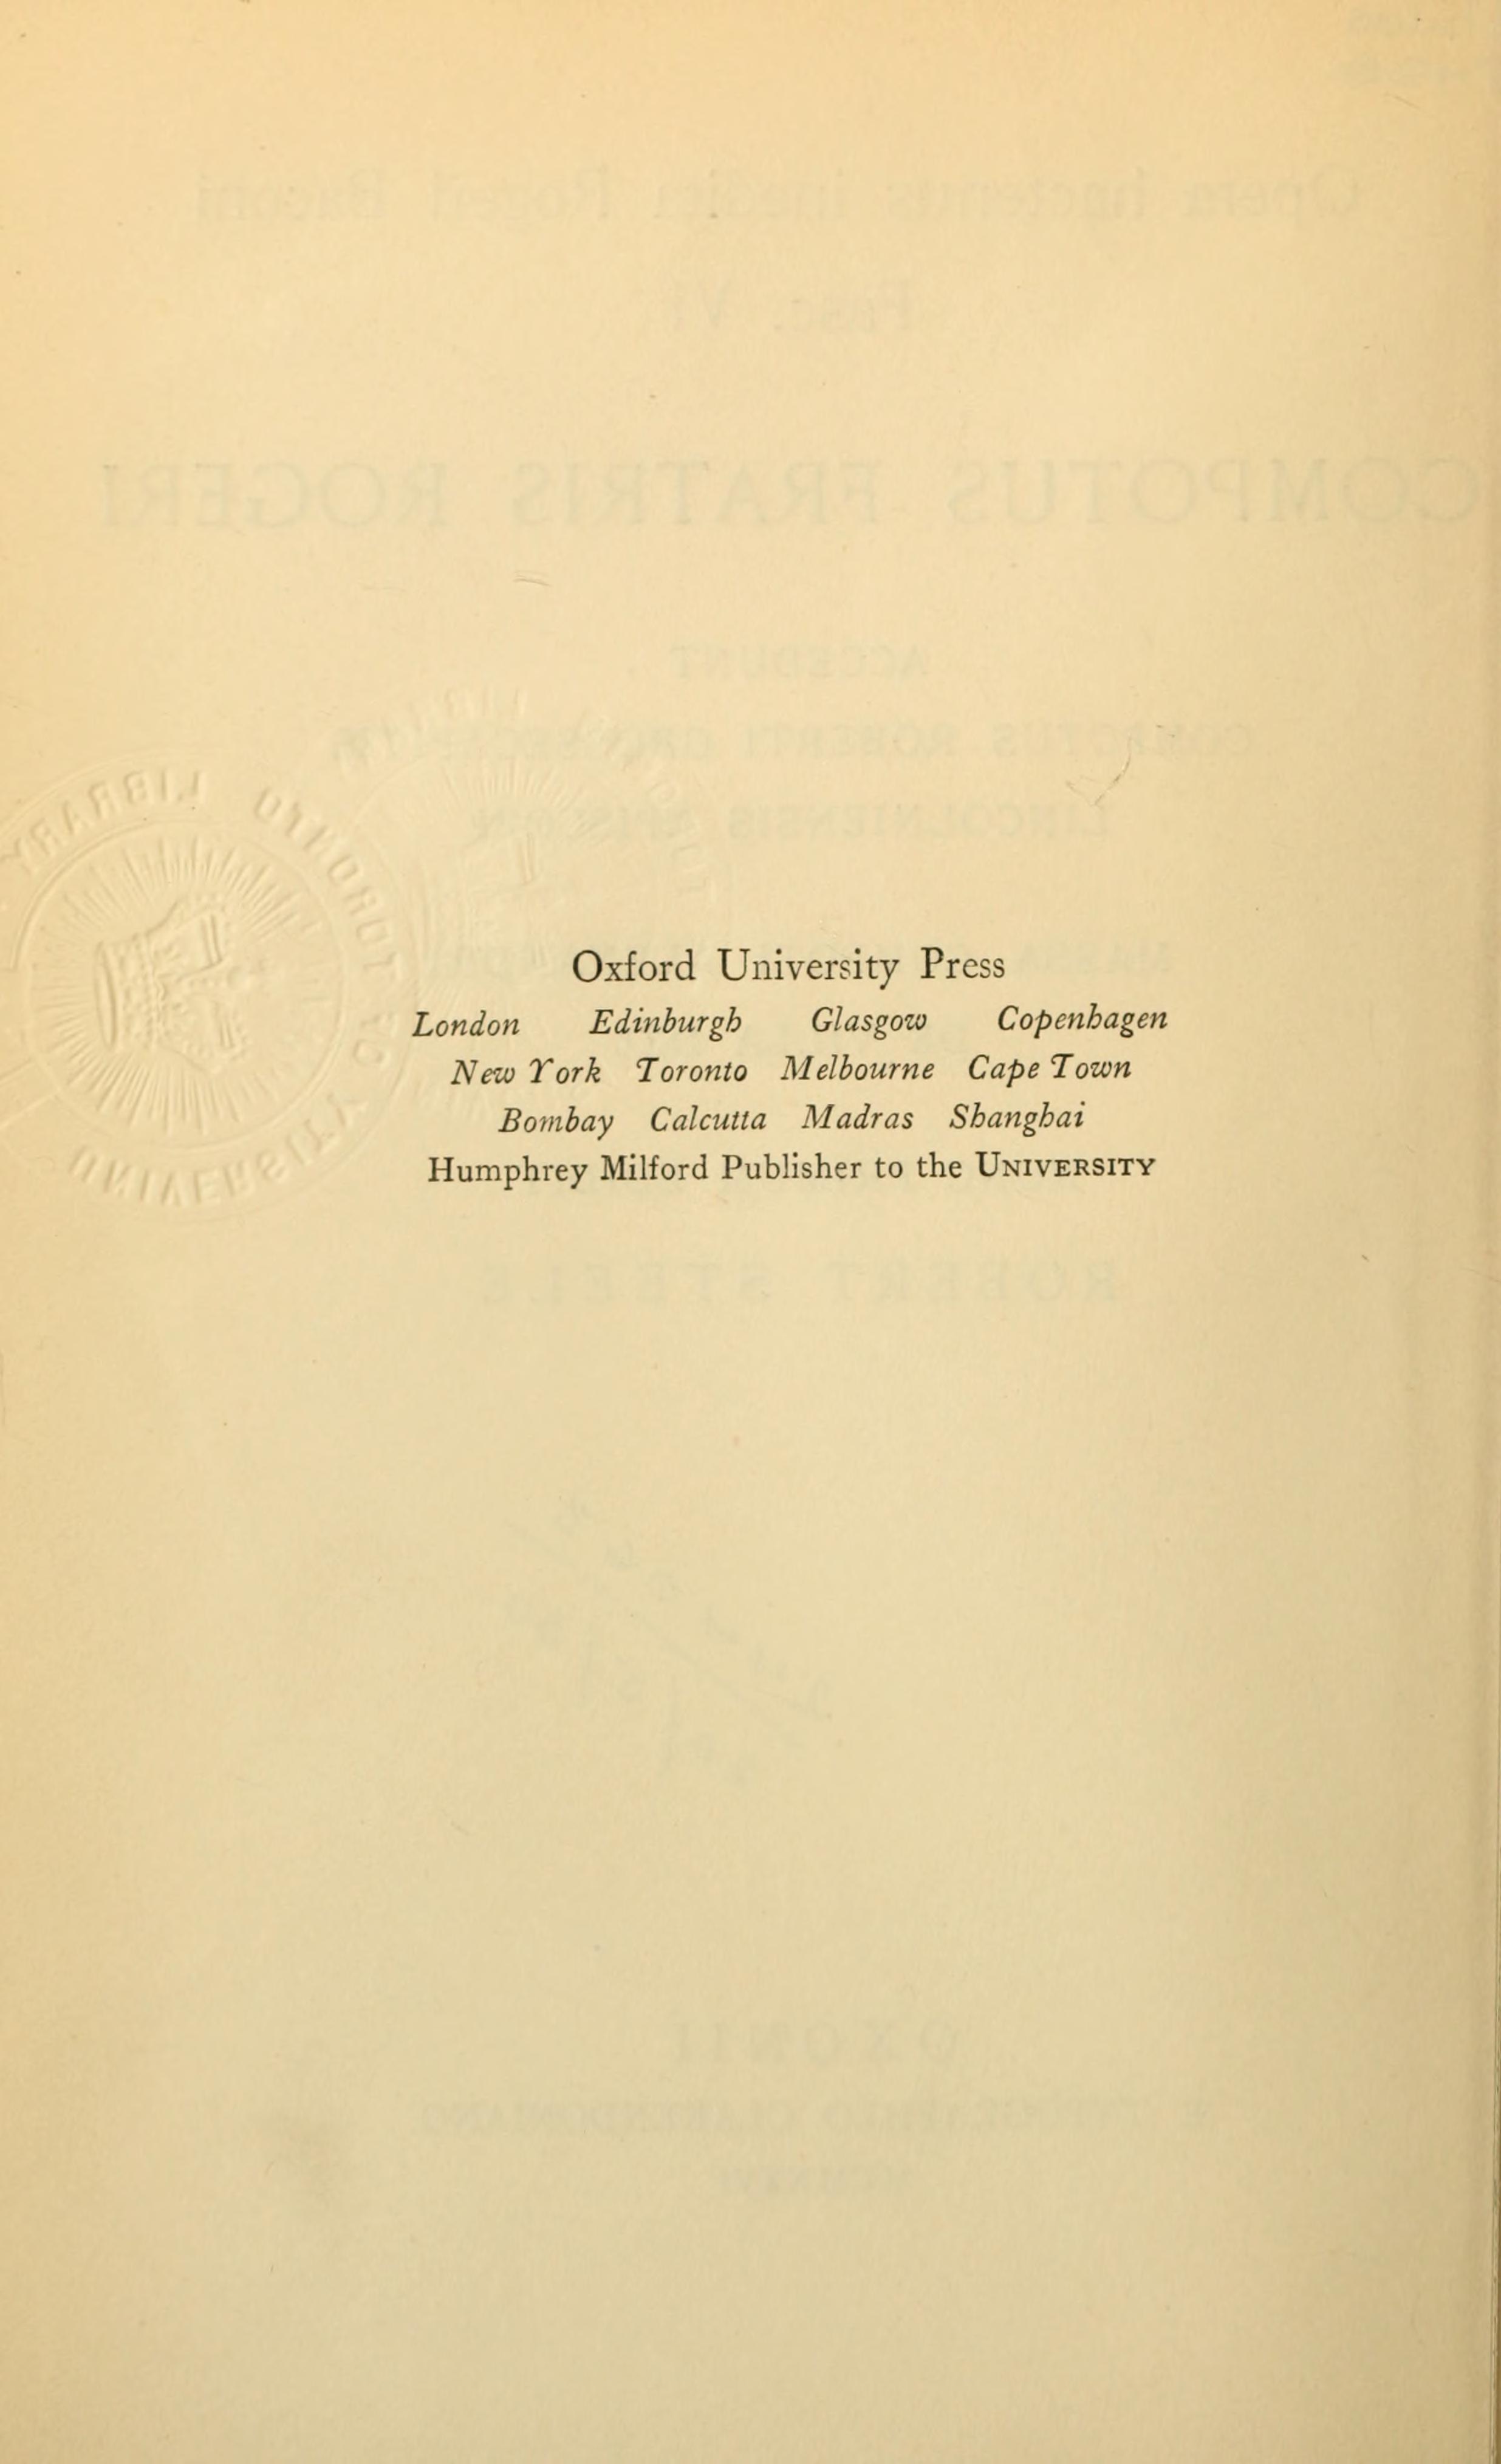 Oxford University Press
London Edinburgh Glasgow Copenhagen
New York Toronto Melbourne Cape Town
Bombay Calcutta Madras Shanghai
Humphrey Milford Publisher to the UNIVERSITY